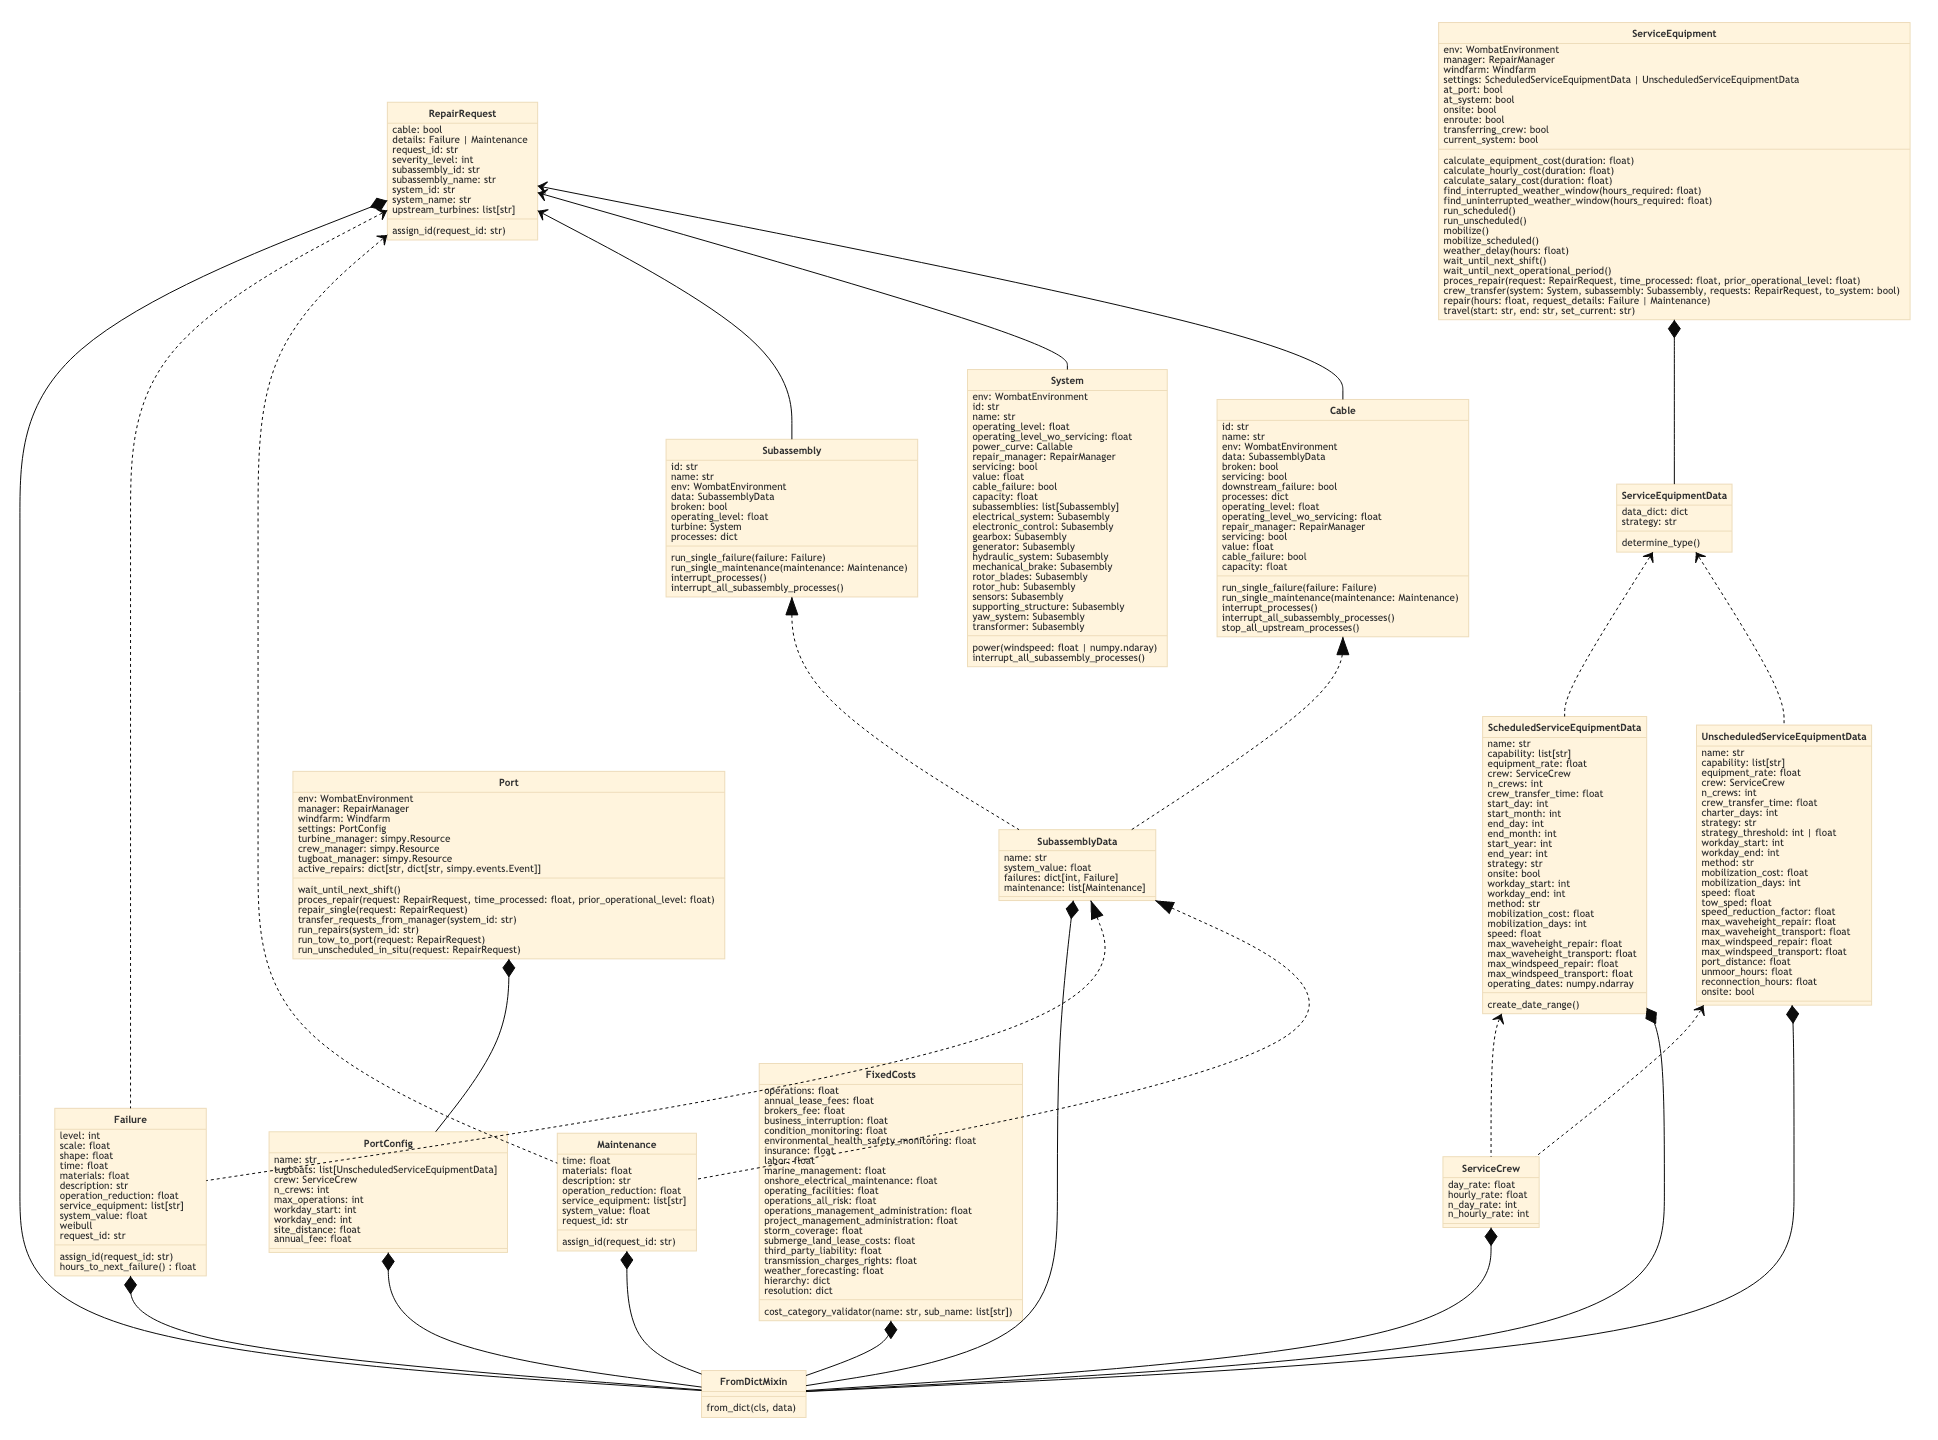 ServiceEquipment
env: WombatEnvironment
manager: RepairManager
windfarm: Windfarm
settings: ScheduledServiceEquipmentData | UnscheduledServiceEquipmentData
at_port: bool
at_system: bool
onsite: bool
enroute: bool
transferring_crew: bool
current_system: bool
calculate_equipment_cost(duration: float)
calculate_hourly_cost(duration: float)
calculate_salary_cost(duration: float)
find_interrupted_weather_window(hours_required: float)
find_uninterrupted_weather_window(hours_required: float)
run_scheduled()
run_unscheduled()
mobilize()
mobilize_scheduled()
weather_delay(hours: float)
wait_until_next_shift()
wait_until_next_operational_period()
proces_repair(request: RepairRequest, time_processed: float, prior_operational_level: float)
crew_transfer(system: System, subassembly: Subassembly, requests: RepairRequest, to_system: bool)
repair(hours: float, request_details: Failure | Maintenance)
travel(start: str, end: str, set_current: str)
RepairRequest
cable: bool
details: Failure | Maintenance
request_id: str
severity_level: int
subassembly_id: str
subassembly_name: str
system_id: str
system_name: str
upstream_turbines: list[str]
assign_id(request_id: str)
System
env: WombatEnvironment
id: str
name: str
operating_level: float
operating_level_wo_servicing: float
power_curve: Callable
repair_manager: RepairManager
servicing: bool
value: float
cable_failure: bool
capacity: float
subassemblies: list[Subassembly]
electrical_system: Subassembly
electronic_control: Subassembly
gearbox: Subassembly
generator: Subassembly
hydraulic_system: Subassembly
mechanical_brake: Subassembly
rotor_blades: Subassembly
rotor_hub: Subassembly
sensors: Subassembly
supporting_structure: Subassembly
yaw_system: Subassembly
transformer: Subassembly
power(windspeed: float | numpy.ndaray)
interrupt_all_subassembly_processes()
Cable
id: str
name: str
env: WombatEnvironment
data: SubassemblyData
broken: bool
servicing: bool
downstream_failure: bool
processes: dict
operating_level: float
operating_level_wo_servicing: float
repair_manager: RepairManager
servicing: bool
value: float
cable_failure: bool
capacity: float
run_single_failure(failure: Failure)
run_single_maintenance(maintenance: Maintenance)
interrupt_processes()
interrupt_all_subassembly_processes()
stop_all_upstream_processes()
Subassembly
id: str
name: str
env: WombatEnvironment
data: SubassemblyData
broken: bool
operating_level: float
turbine: System
processes: dict
run_single_failure(failure: Failure)
run_single_maintenance(maintenance: Maintenance)
interrupt_processes()
interrupt_all_subassembly_processes()
ServiceEquipmentData
data_dict: dict
strategy: str
determine_type()
ScheduledServiceEquipmentData
name: str
capability: list[str]
equipment_rate: float
crew: ServiceCrew
n_crews: int
crew_transfer_time: float
start_day: int
start_month: int
end_day: int
end_month: int
start_year: int
end_year: int
strategy: str
onsite: bool
workday_start: int
workday_end: int
method: str
mobilization_cost: float
mobilization_days: int
speed: float
max_waveheight_repair: float
max_waveheight_transport: float
max_windspeed_repair: float
max_windspeed_transport: float
operating_dates: numpy.ndarray
create_date_range()
UnscheduledServiceEquipmentData
name: str
capability: list[str]
equipment_rate: float
crew: ServiceCrew
n_crews: int
crew_transfer_time: float
charter_days: int
strategy: str
strategy_threshold: int | float
workday_start: int
workday_end: int
method: str
mobilization_cost: float
mobilization_days: int
speed: float
tow_sped: float
speed_reduction_factor: float
max_waveheight_repair: float
max_waveheight_transport: float
max_windspeed_repair: float
max_windspeed_transport: float
port_distance: float
unmoor_hours: float
reconnection_hours: float
onsite: bool
Port
env: WombatEnvironment
manager: RepairManager
windfarm: Windfarm
settings: PortConfig
turbine_manager: simpy.Resource
crew_manager: simpy.Resource
tugboat_manager: simpy.Resource
active_repairs: dict[str, dict[str, simpy.events.Event]]
wait_until_next_shift()
proces_repair(request: RepairRequest, time_processed: float, prior_operational_level: float)
repair_single(request: RepairRequest)
transfer_requests_from_manager(system_id: str)
run_repairs(system_id: str)
run_tow_to_port(request: RepairRequest)
run_unscheduled_in_situ(request: RepairRequest)
SubassemblyData
name: str
system_value: float
failures: dict[int, Failure]
maintenance: list[Maintenance]
Failure
level: int
scale: float
shape: float
time: float
materials: float
description: str
operation_reduction: float
service_equipment: list[str]
system_value: float
weibull
request_id: str
assign_id(request_id: str)
hours_to_next_failure() : float
PortConfig
name: str
tugboats: list[UnscheduledServiceEquipmentData]
crew: ServiceCrew
n_crews: int
max_operations: int
workday_start: int
workday_end: int
site_distance: float
annual_fee: float
Maintenance
time: float
materials: float
description: str
operation_reduction: float
service_equipment: list[str]
system_value: float
request_id: str
assign_id(request_id: str)
FixedCosts
operations: float
annual_lease_fees: float
brokers_fee: float
business_interruption: float
condition_monitoring: float
environmental_health_safety_monitoring: float
insurance: float
labor: float
marine_management: float
onshore_electrical_maintenance: float
operating_facilities: float
operations_all_risk: float
operations_management_administration: float
project_management_administration: float
storm_coverage: float
submerge_land_lease_costs: float
third_party_liability: float
transmission_charges_rights: float
weather_forecasting: float
hierarchy: dict
resolution: dict
cost_category_validator(name: str, sub_name: list[str])
ServiceCrew
day_rate: float
hourly_rate: float
n_day_rate: int
n_hourly_rate: int
FromDictMixin
from_dict(cls, data)